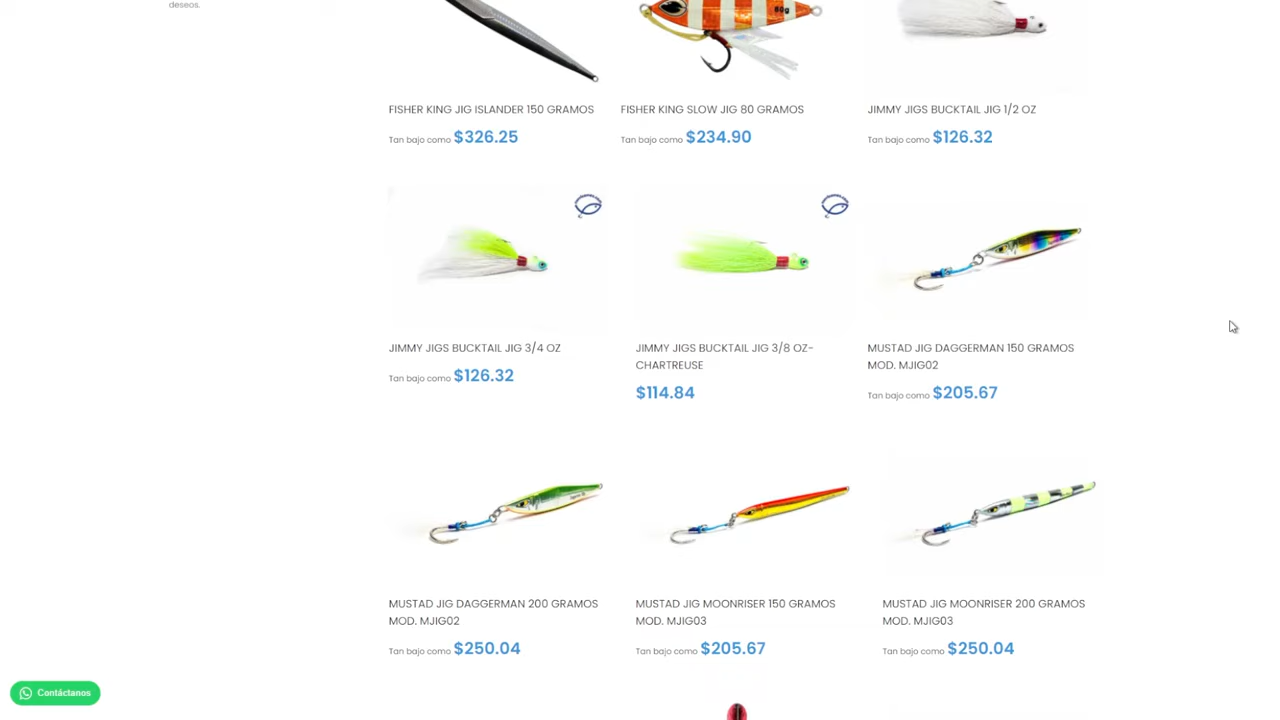 deseos.
80g
FISHER KING JIG ISLANDER 150 GRAMOS
Tan bajo como $326.25
FISHER KING SLOW JIG 80 GRAMOS
Tan bajo como $234.90
JIMMY JIGS BUCKTAIL JIG 1/2 OZ
Tan bajo como $126.32
JIMMY JIGS BUCKTAIL JIG 3/4 OZ
Tan bajo como $126.32
JIMMY JIGS BUCKTAIL JIG 3/8 OZ-
CHARTREUSE
$114.84
MUSTAD JIG DAGGERMAN 150 GRAMOS
MOD. MJIG02
Tan bajo como $205.67
MUSTAD JIG DAGGERMAN 200 GRAMOS
MOD. MJIG02
Tan bajo como $250.04
MUSTAD JIG MOONRISER 150 GRAMOS
MOD. MJIG03
Tan bajo como $205.67
MUSTAD JIG MOONRISER 200 GRAMOS
MOD. MJIG03
Tan bajo como $250.04
Contáctanos